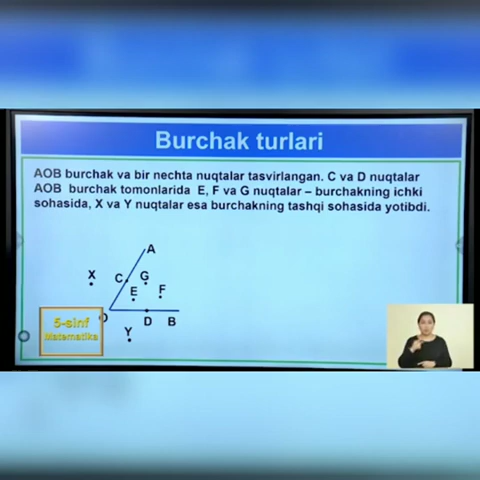 Burchak turlari
AOB burchak va bir nechta nuqtalar tasvirlangan. C va D nuqtalar
AOB burchak tomonlarida E, F va G nuqtalar – burchakning ichki
sohasida, X va Y nuqtalar esa burchakning tashqi sohasida yotibdi.
A
X
C
G
E
F
O
D
B
Y
5-sinf
Matematika